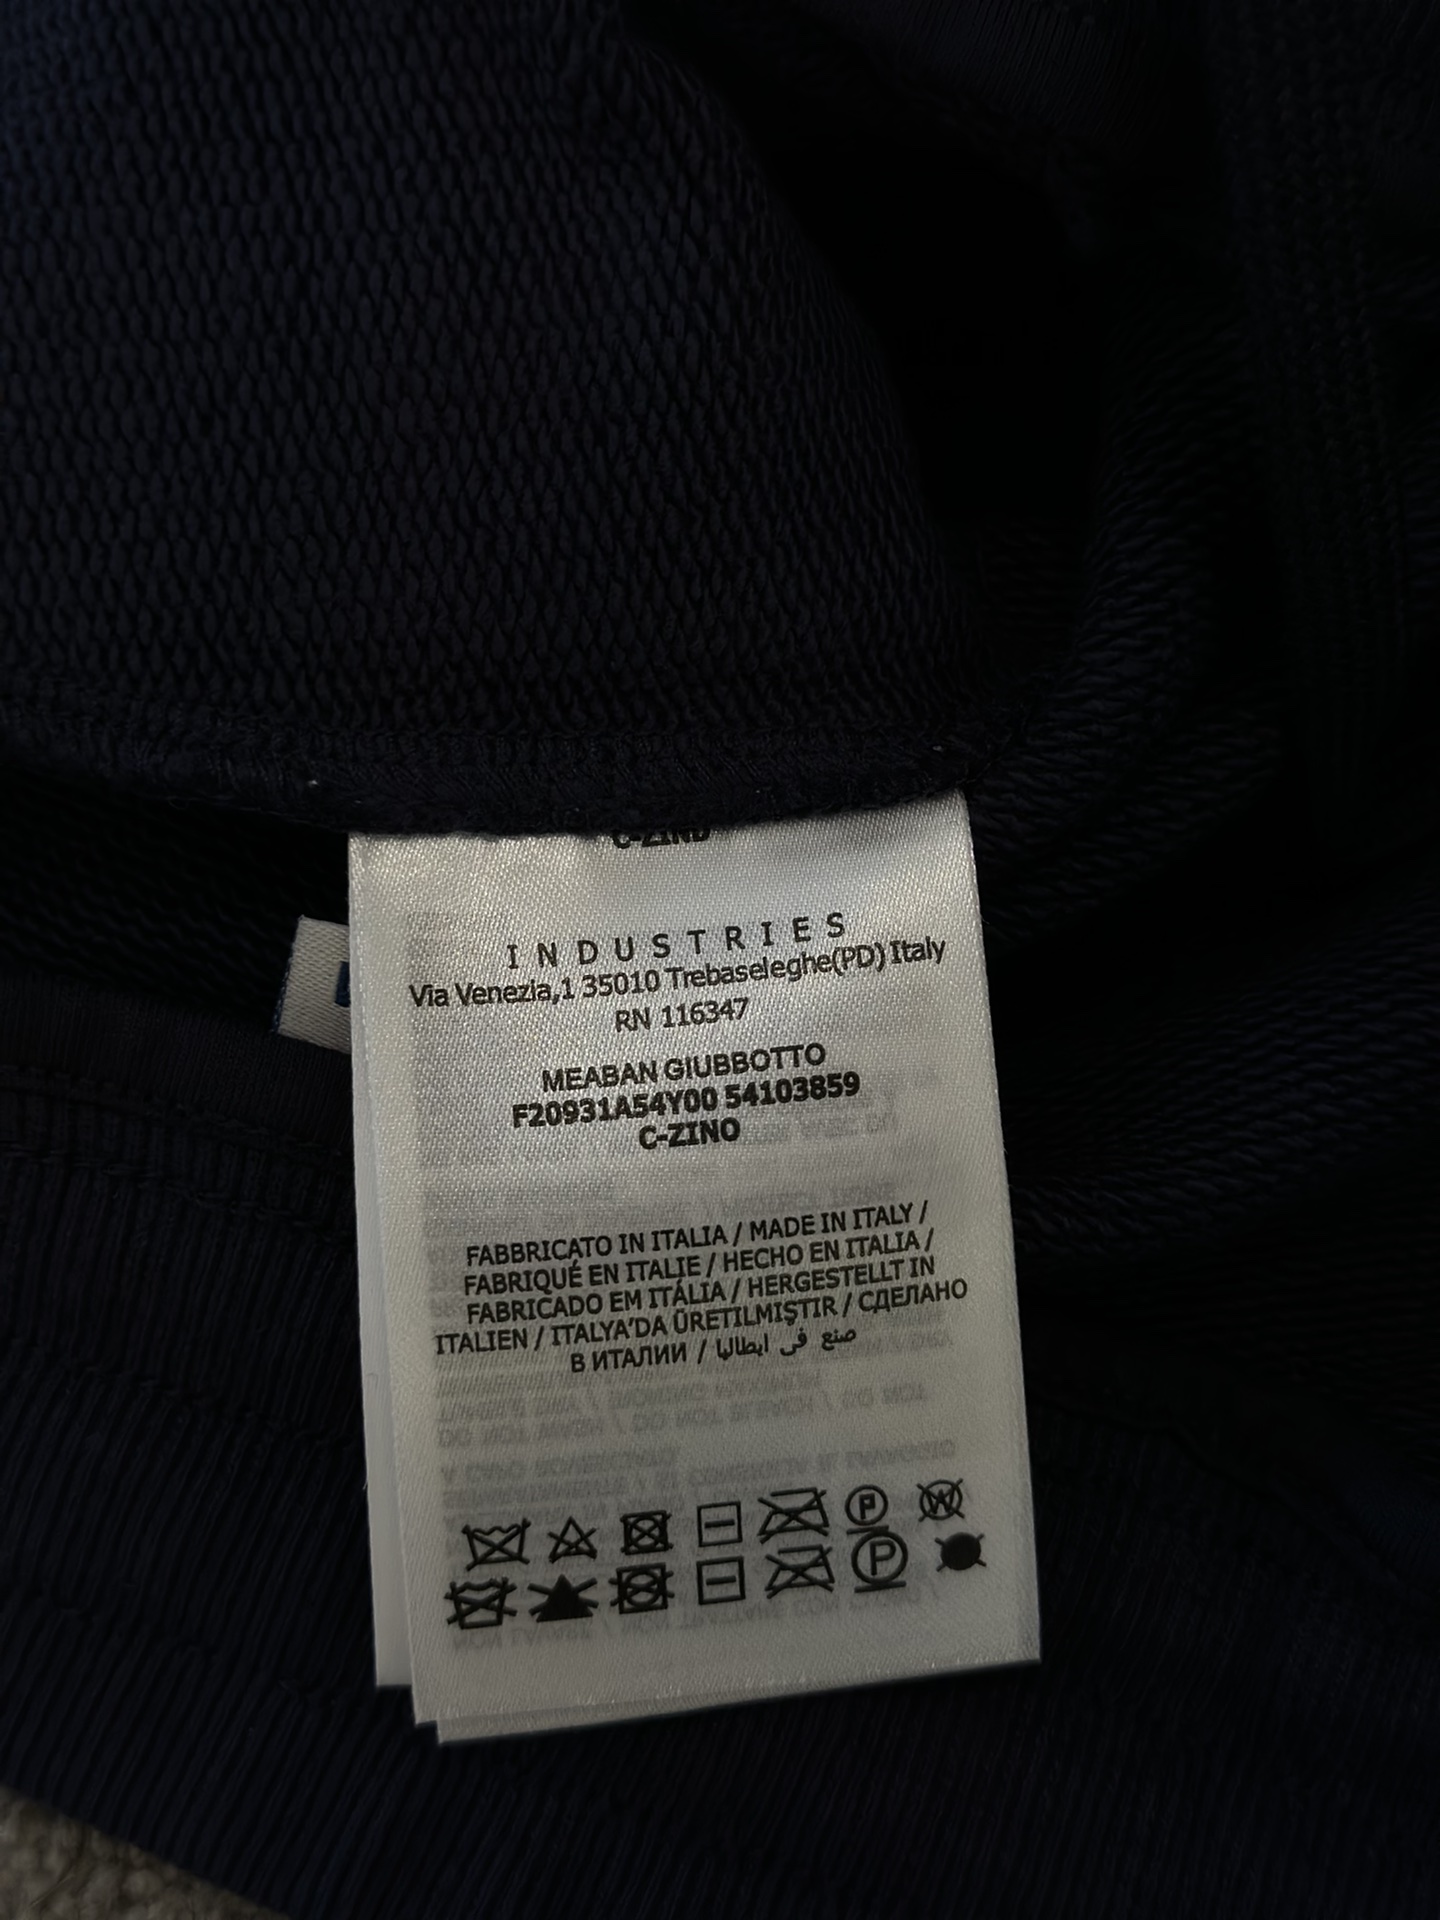 C-ZINO
INDUSTRIES
Via Venezia,1 35010 Trebaseleghe(PD) Italy
RN 116347
MEABAN GIUBBOTTO
F20931A54Y00 54103859
C-ZINO
FABBRICATO IN ITALIA / MADE IN ITALY /
FABRIQUÉ EN ITALIE / HECHO EN ITALIA /
FABRICADO EM ITÁLIA / HERGESTELLT IN
ITALIEN / ITALYA'DA ÜRETILMIŞTIR / СДЕЛАНО
В ИТАЛИИ / صنع في ايطاليا
P W
P